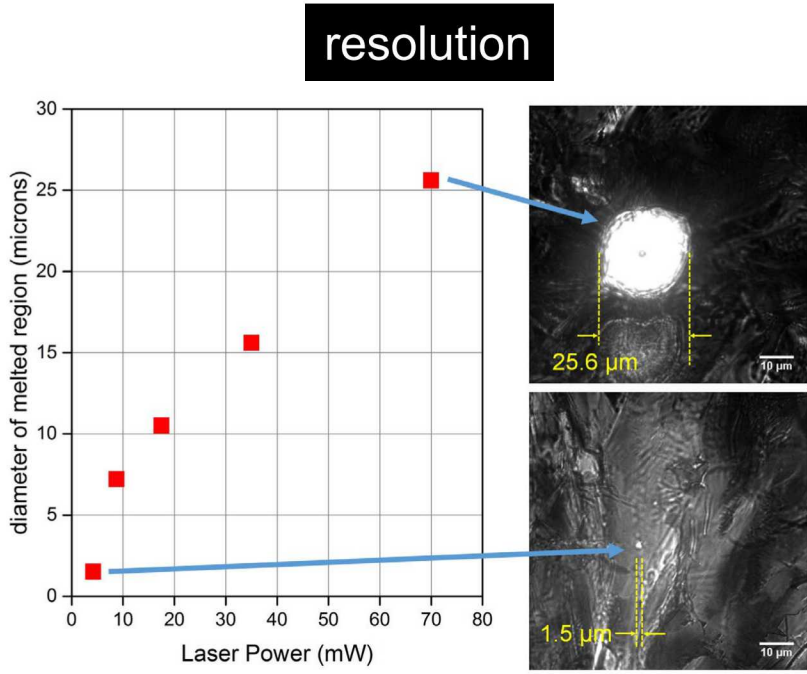 resolution
30
25
20
15
10
5
0
diameter of melted region (microns)
0 10 20 30 40 50 60 70 80
Laser Power (mW)
25.6 µm
10 µm
1.5 µm
10 µm